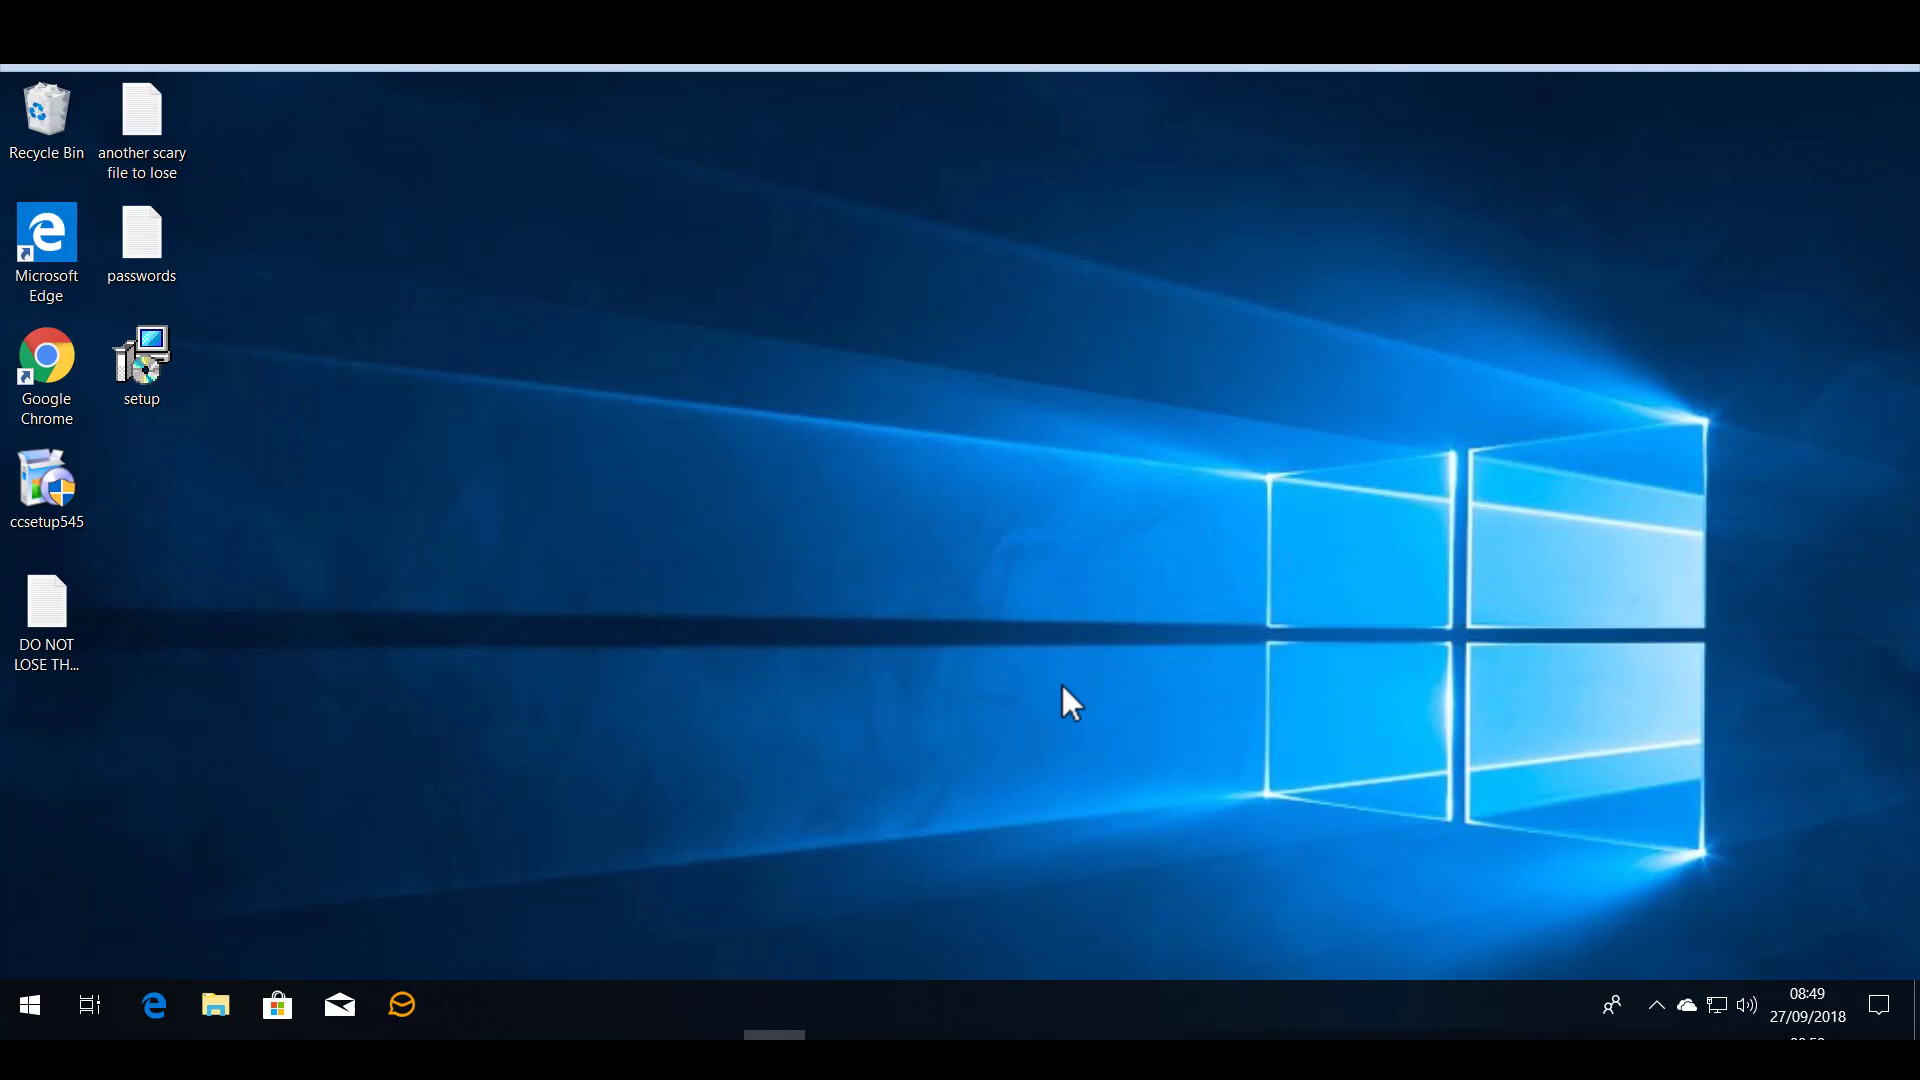 Recycle Bin
another scary
file to lose
Microsoft
Edge
passwords
Google
Chrome
setup
ccsetup545
DO NOT
LOSE TH...
08:49
27/09/2018